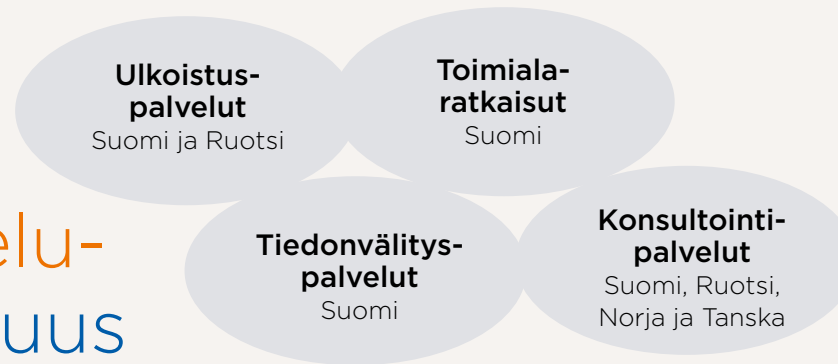 Ulkoistus-
palvelut
Suomi ja Ruotsi
Toimiala-
ratkaisut
Suomi
Tiedonvälitys-
palvelut
Suomi
Konsultointi-
palvelut
Suomi, Ruotsi,
Norja ja Tanska
elu-
uus